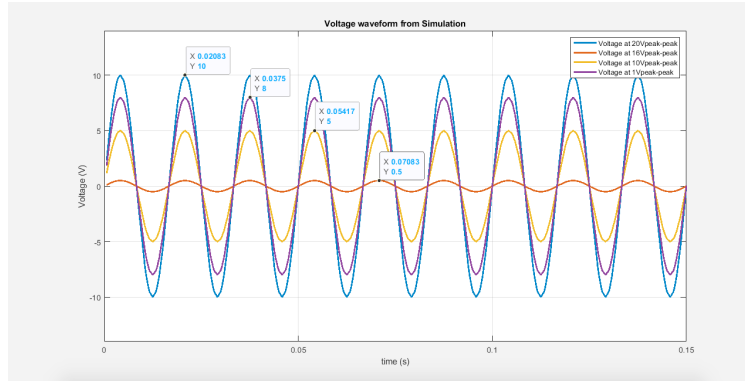 Voltage waveform from Simulation
Voltage at 20Vpeak-peak
Voltage at 16Vpeak-peak
Voltage at 10Vpeak-peak
Voltage at 1Vpeak-peak
X 0.02083
Y 10
X 0.0375
Y 8
X 0.05417
Y 5
X 0.07083
Y 0.5
10
5
0
-5
-10
Voltage (V)
0
0.05
0.1
0.15
time (s)